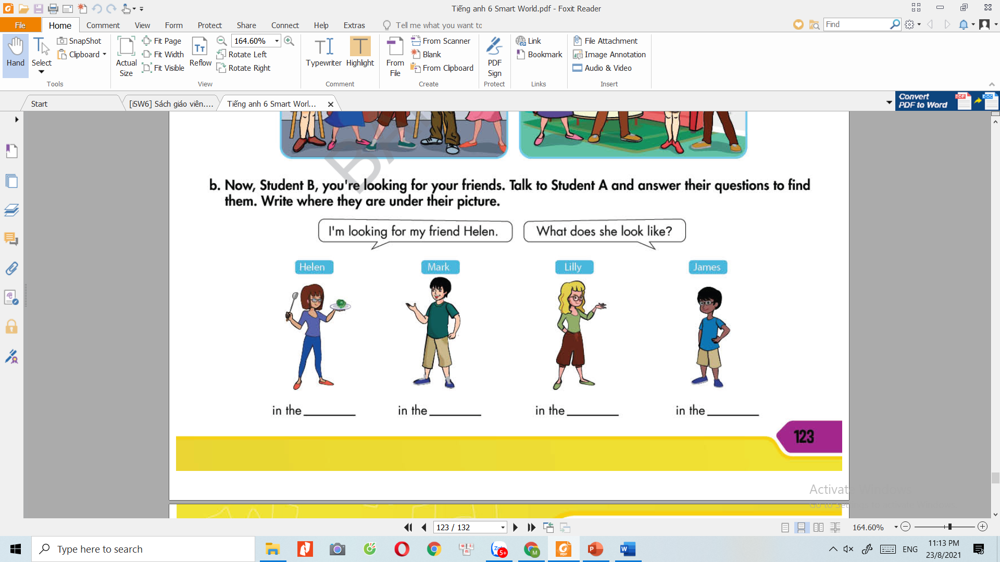 Tiếng anh 6 Smart World.pdf - Foxit Reader
File Home Comment View Form Protect Share Connect Help Extras Tell me what you want to Find
Hand
Select
SnapShot
Clipboard
Tools
Actual Size
Fit Page
Fit Width
Fit Visible
Reflow
164.60%
Rotate Left
Rotate Right
View
Typewriter
Highlight
Comment
From File
From Scanner
Blank
From Clipboard
Create
PDF Sign
Protect
Link
Bookmark
Links
File Attachment
Image Annotation
Audio & Video
Insert
Start
[iSW6] Sách giáo viên....
Tiếng anh 6 Smart Worl...
Convert
PDF to Word
b. Now, Student B, you're looking for your friends. Talk to Student A and answer their questions to find
them. Write where they are under their picture.
I'm looking for my friend Helen.
What does she look like?
Helen Mark Lilly James
in the ________ in the ________ in the ________ in the ________
123
123 / 132
164.60%
Type here to search
5+
ENG
11:13 PM
23/8/2021